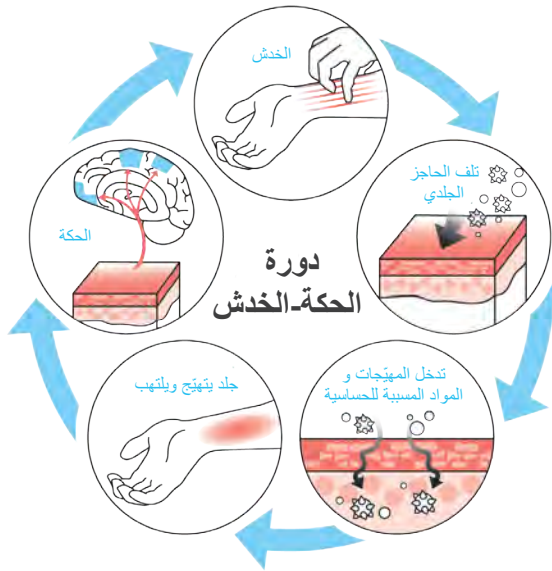 دورة
الحكة-الخدش
الخدش
تلف الحاجز
الجلدي
تدخل المهيّجات و
المواد المسببة للحساسية
جلد يتهيّج ويلتهب
الحكة